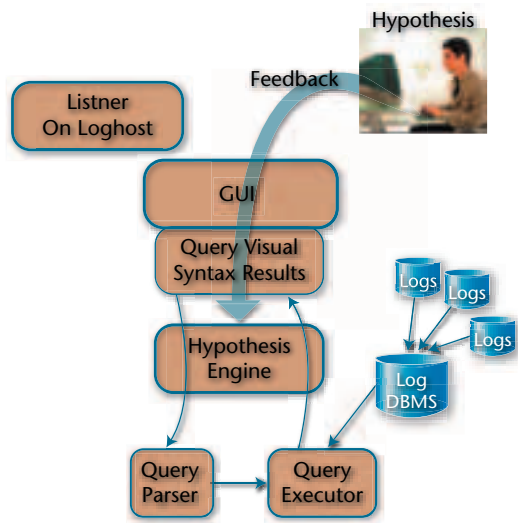 Hypothesis
Feedback
Listner
On Loghost
GUI
Query Visual
Syntax Results
Logs
Logs
Logs
Hypothesis
Engine
Log
DBMS
Query
Parser
Query
Executor